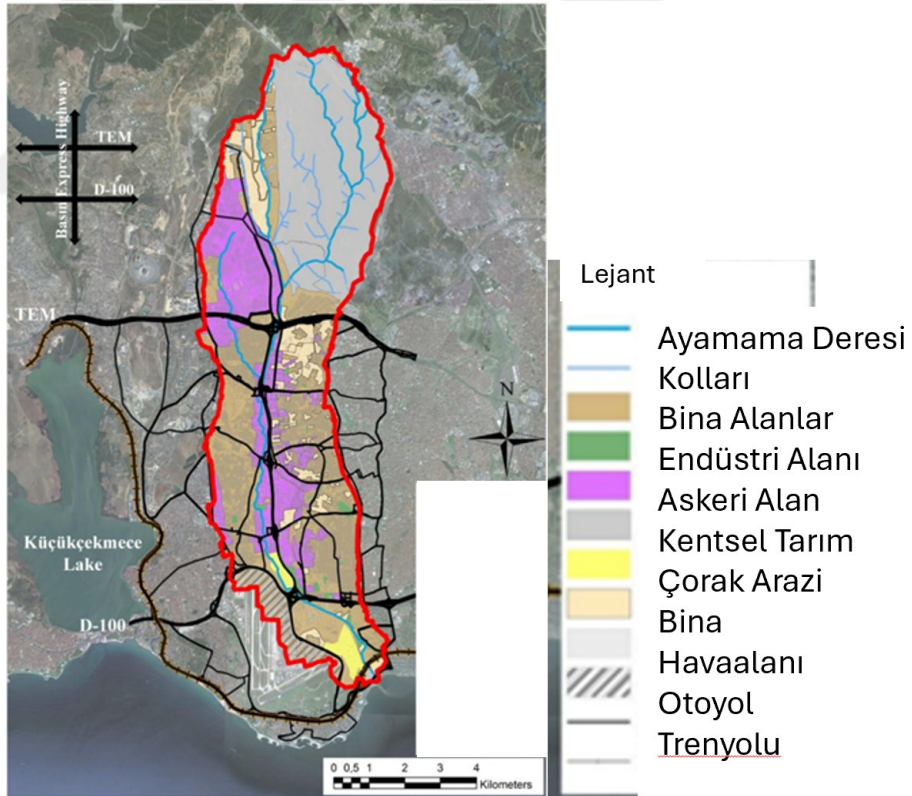 Basın Express Highway
TEM
D-100
TEM
N
Küçükçekmece
Lake
D-100
0 0,5 1 2 3 4
Kilometers
Lejant
Ayamama Deresi
Kolları
Bina Alanlar
Endüstri Alanı
Askeri Alan
Kentsel Tarım
Çorak Arazi
Bina
Havaalanı
Otoyol
Trenyolu